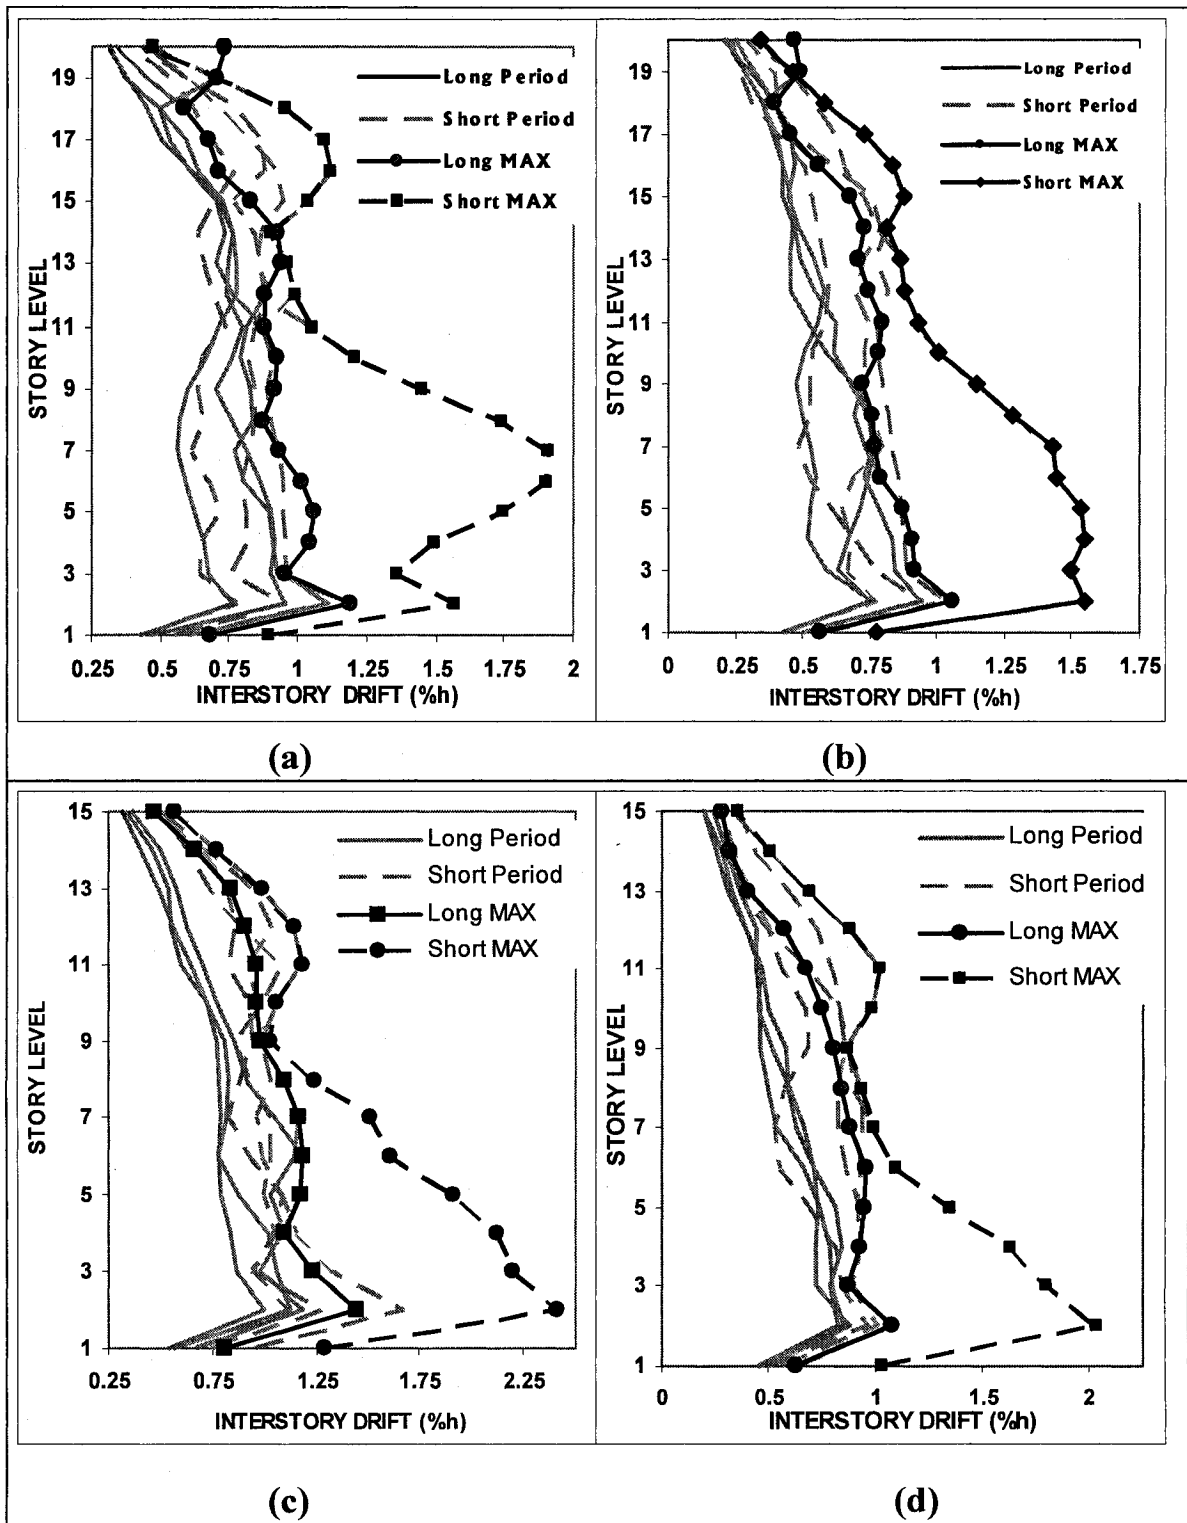 19
17
15
13
11
9
7
5
3
1
STORY LEVEL
Long Period
Short Period
Long MAX
Short MAX
0.25 0.5 0.75 1 1.25 1.5 1.75 2
INTERSTORY DRIFT (%h)
(a)
19
17
15
13
11
9
7
5
3
1
STORY LEVEL
Long Period
Short Period
Long MAX
Short MAX
0 0.25 0.5 0.75 1 1.25 1.5 1.75
INTERSTORY DRIFT (%h)
(b)
15
13
11
9
7
5
3
1
STORY LEVEL
Long Period
Short Period
Long MAX
Short MAX
0.25 0.75 1.25 1.75 2.25
INTERSTORY DRIFT (%h)
(c)
15
13
11
9
7
5
3
1
STORY LEVEL
Long Period
Short Period
Long MAX
Short MAX
0 0.5 1 1.5 2
INTERSTORY DRIFT (%h)
(d)